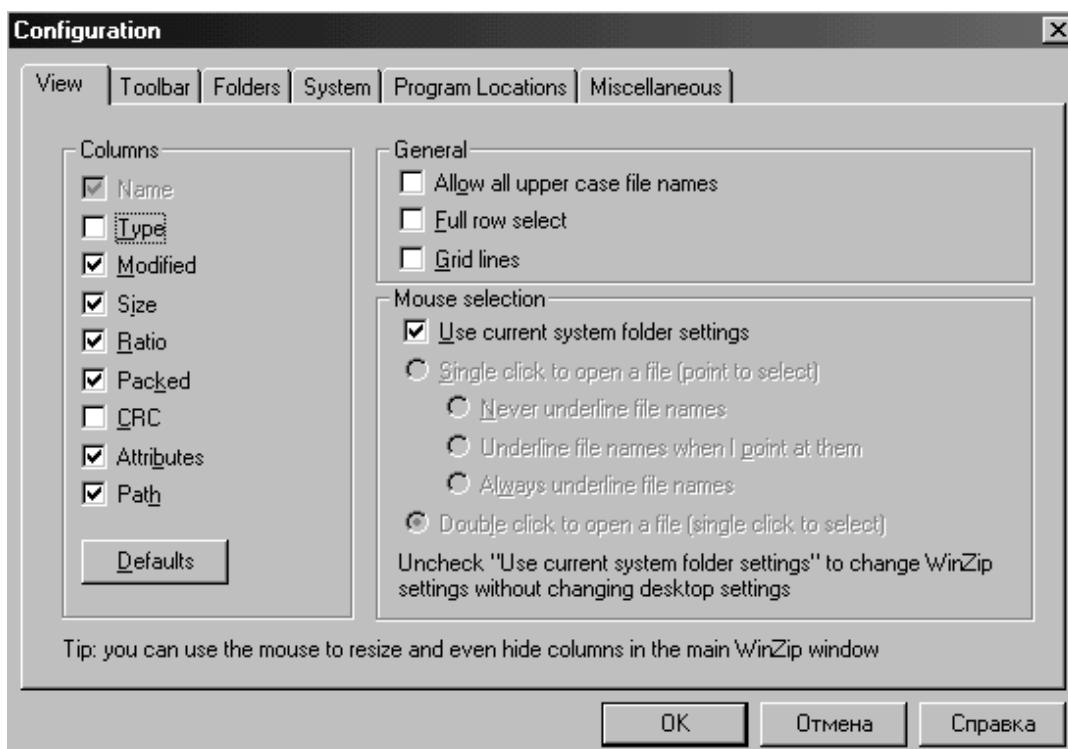 Configuration
View Toolbar Folders System Program Locations Miscellaneous
Columns
Name
Type
Modified
Size
Ratio
Packed
CRC
Attributes
Path
Defaults
General
Allow all upper case file names
Full row select
Grid lines
Mouse selection
Use current system folder settings
Single click to open a file (point to select)
Never underline file names
Underline file names when I point at them
Always underline file names
Double click to open a file (single click to select)
Uncheck "Use current system folder settings" to change WinZip
settings without changing desktop settings
Tip: you can use the mouse to resize and even hide columns in the main WinZip window
OK Отмена Справка